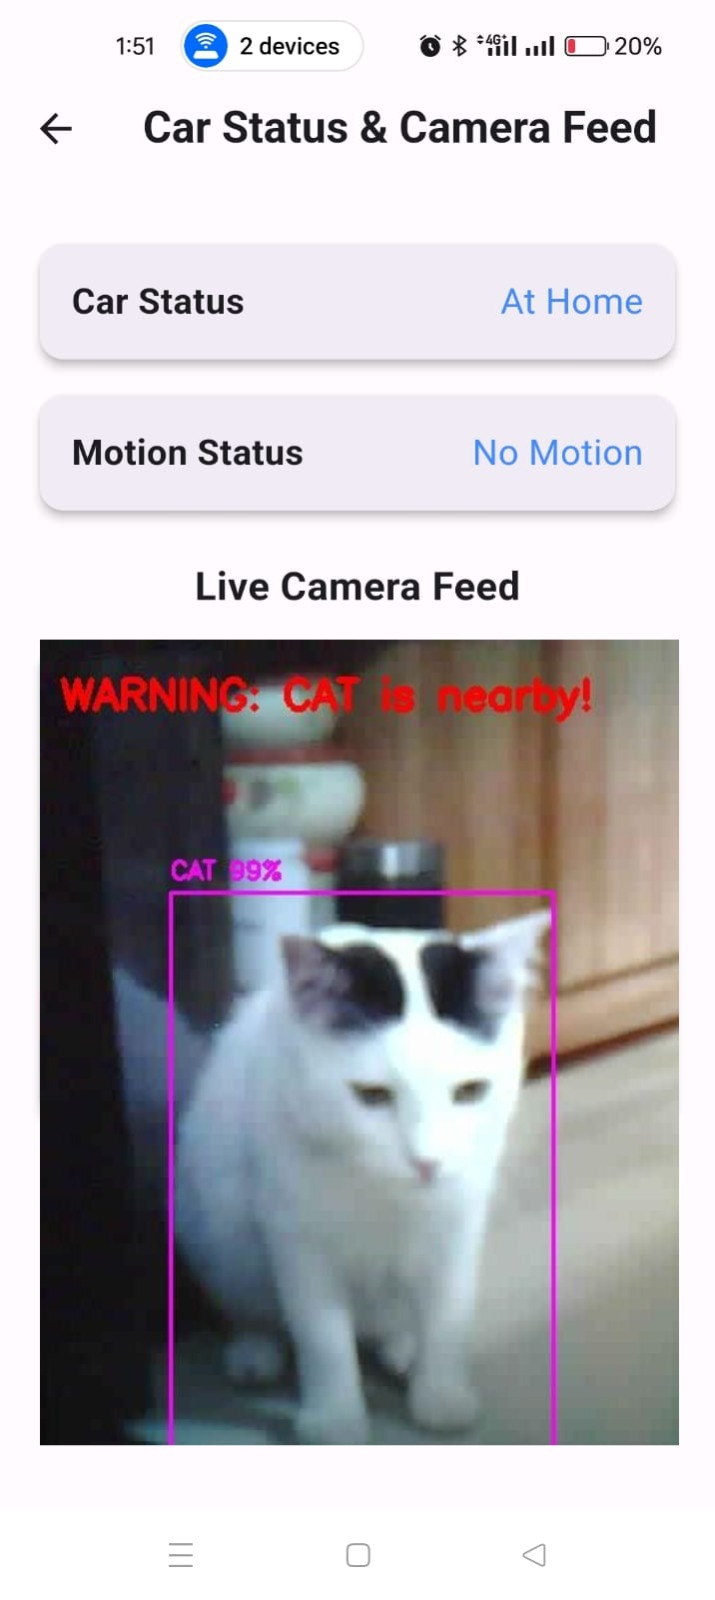 1:51 2 devices 4G+ 20%
Car Status & Camera Feed
Car Status At Home
Motion Status No Motion
Live Camera Feed
WARNING: CAT is nearby!
CAT 99%